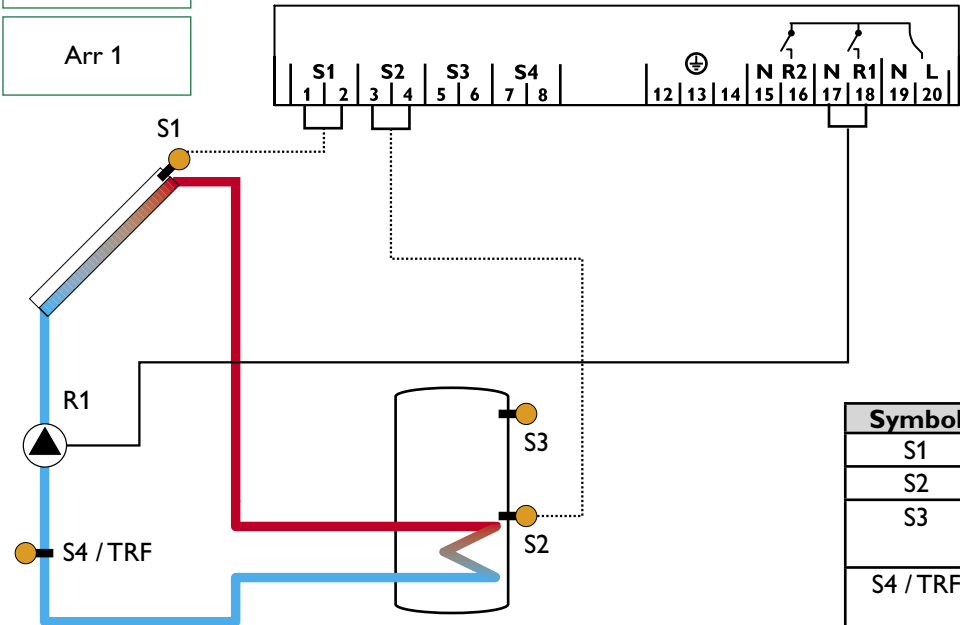 Arr 1
S1 S2 S3 S4 N R2 N R1 N L
1 2 3 4 5 6 7 8 12 13 14 15 16 17 18 19 20
S1
R1
S3
S2
S4 / TRF
Symbol
S1
S2
S3
S4 / TRF